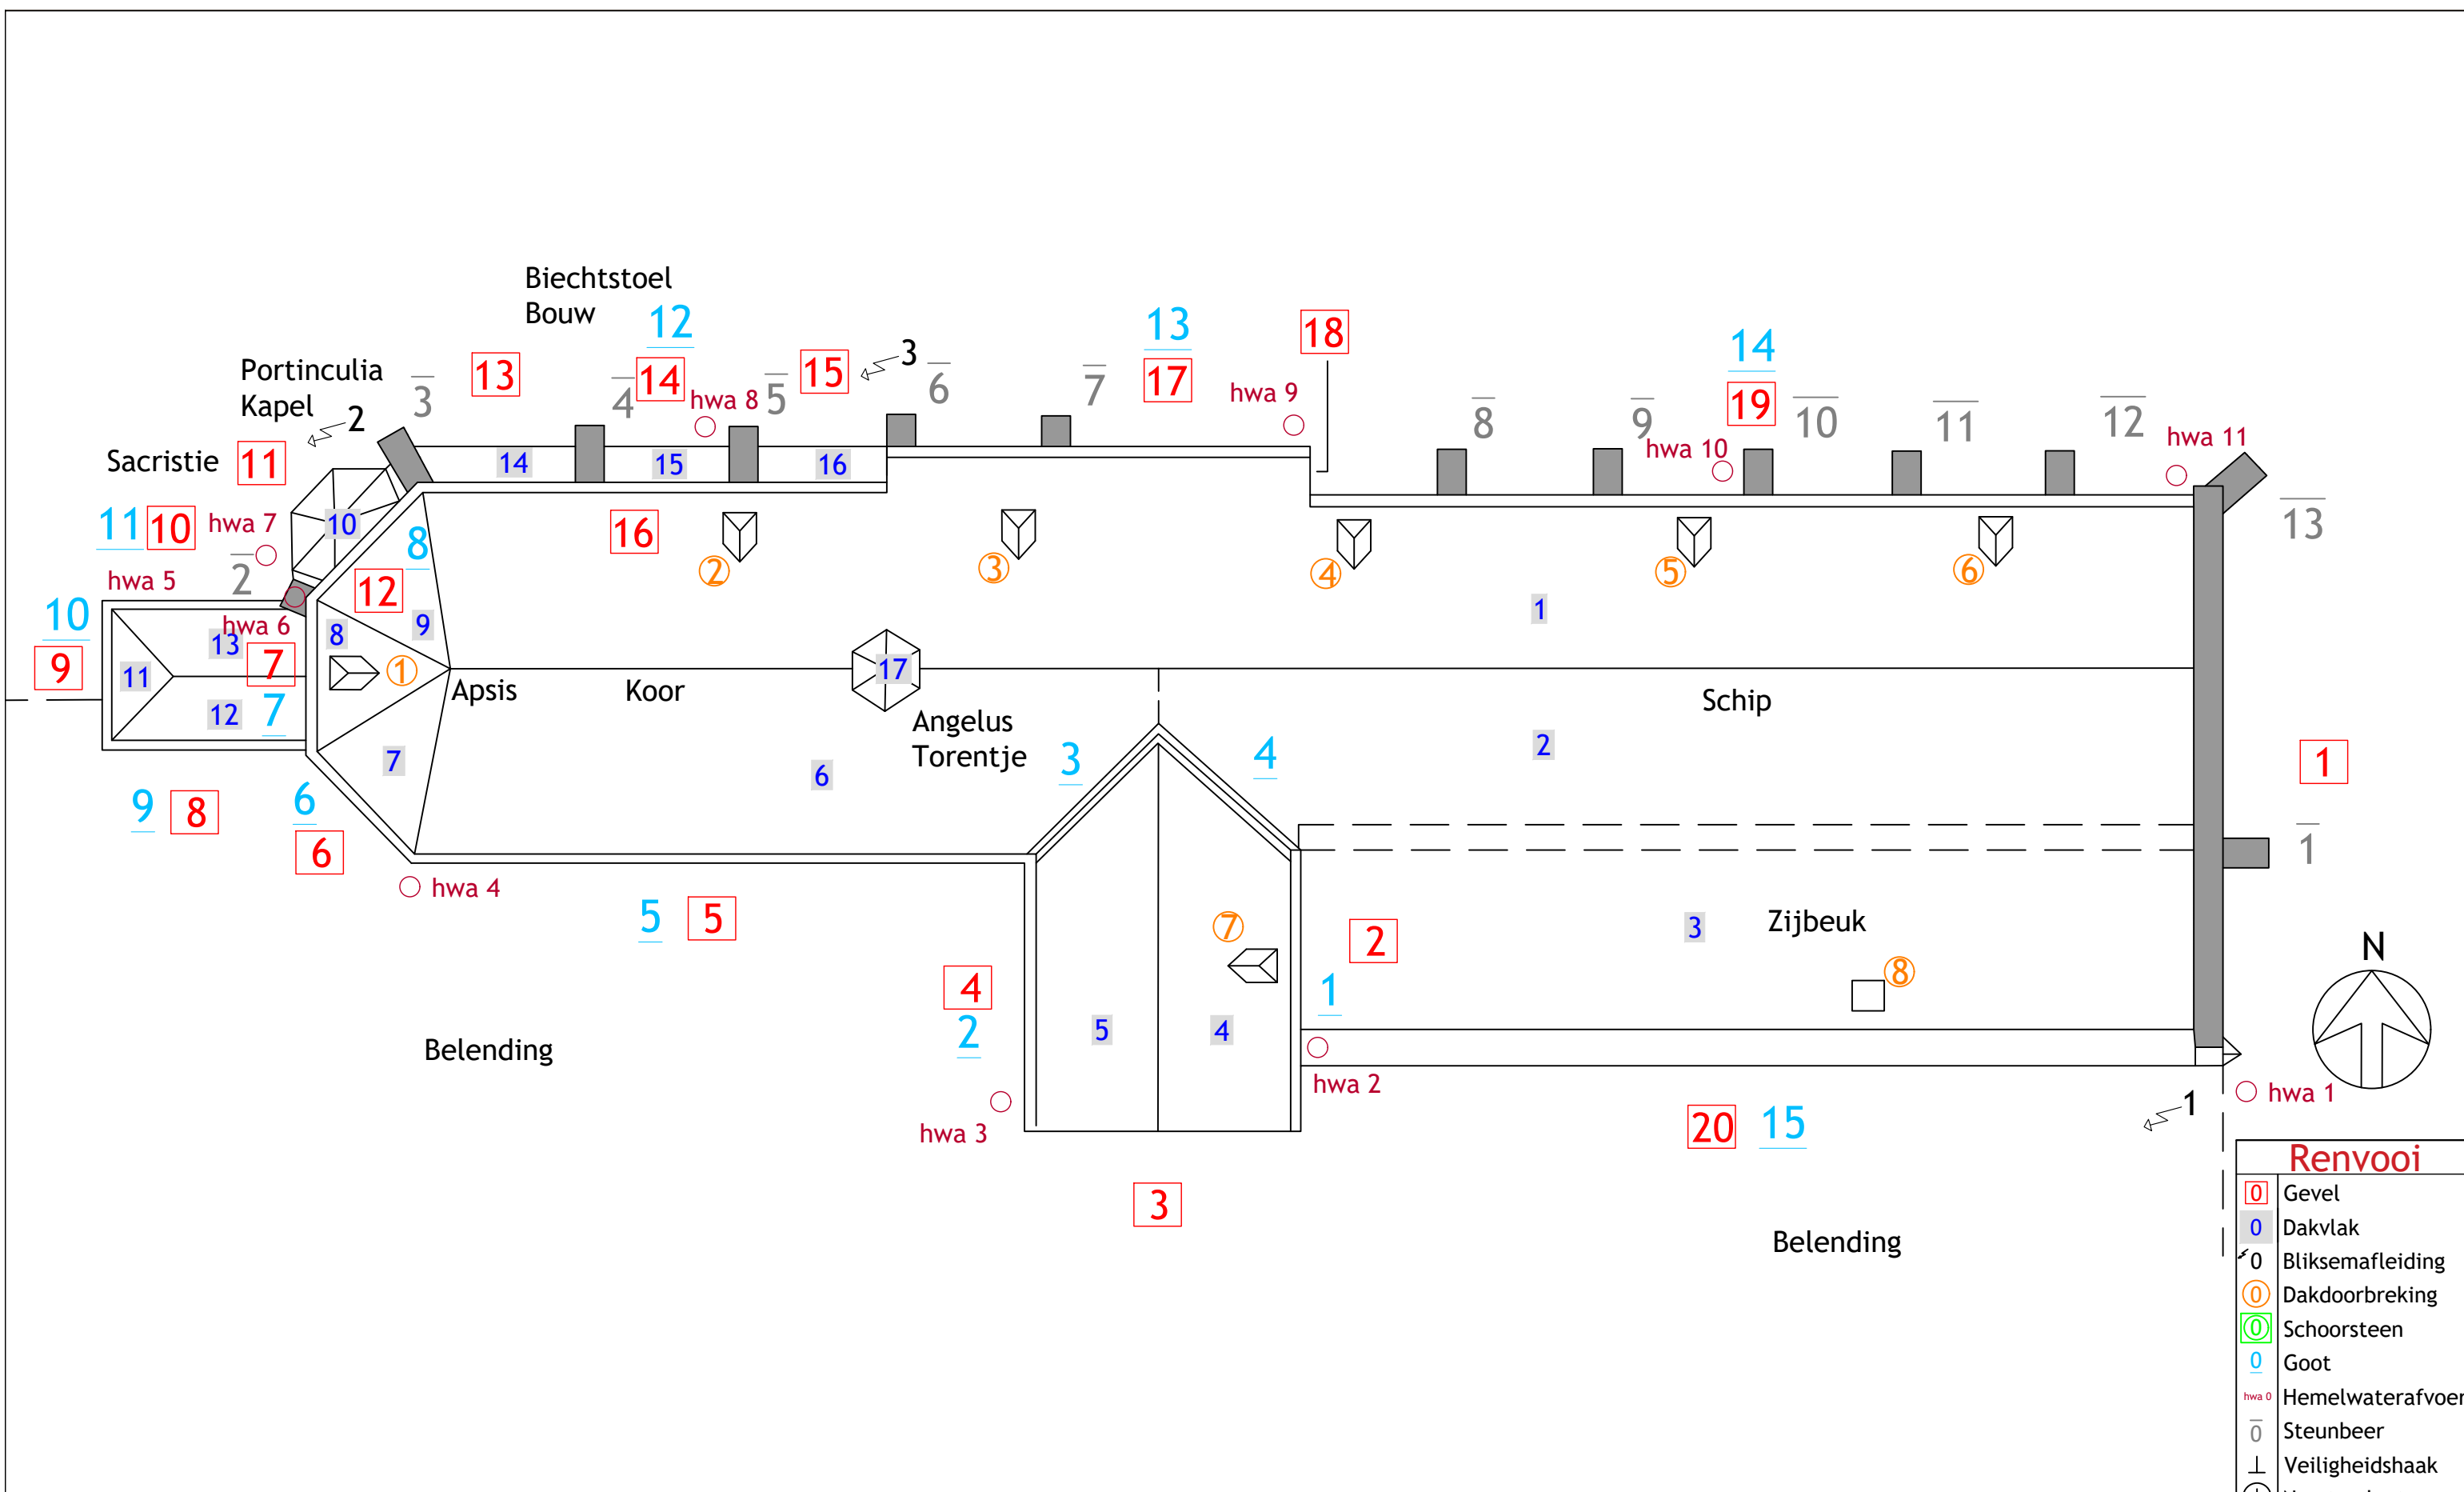 Biechtstoel
Bouw
12
13
18
14
Portinculia
Kapel
2
3
13
4
14
hwa 8
5
15
3
6
7
17
hwa 9
8
9
19
10
11
12
hwa 10
hwa 11
Sacristie
11
14
15
16
11
10
hwa 7
10
8
16
2
3
4
5
6
13
hwa 5
2
12
1
10
hwa 6
13
8
9
9
7
11
1
17
12
7
Apsis
Koor
Schip
Angelus
Torentje
3
4
2
1
7
6
9
8
6
6
1
hwa 4
5
5
7
2
3
Zijbeuk
8
N
4
2
1
5
4
Belending
hwa 2
hwa 1
hwa 3
20
15
1
3
Belending
Renvooi
0 Gevel
0 Dakvlak
0 Bliksemafleiding
0 Dakdoorbreking
0 Schoorsteen
0 Goot
hwa 0 Hemelwaterafvoer
0 Steunbeer
Veiligheidshaak